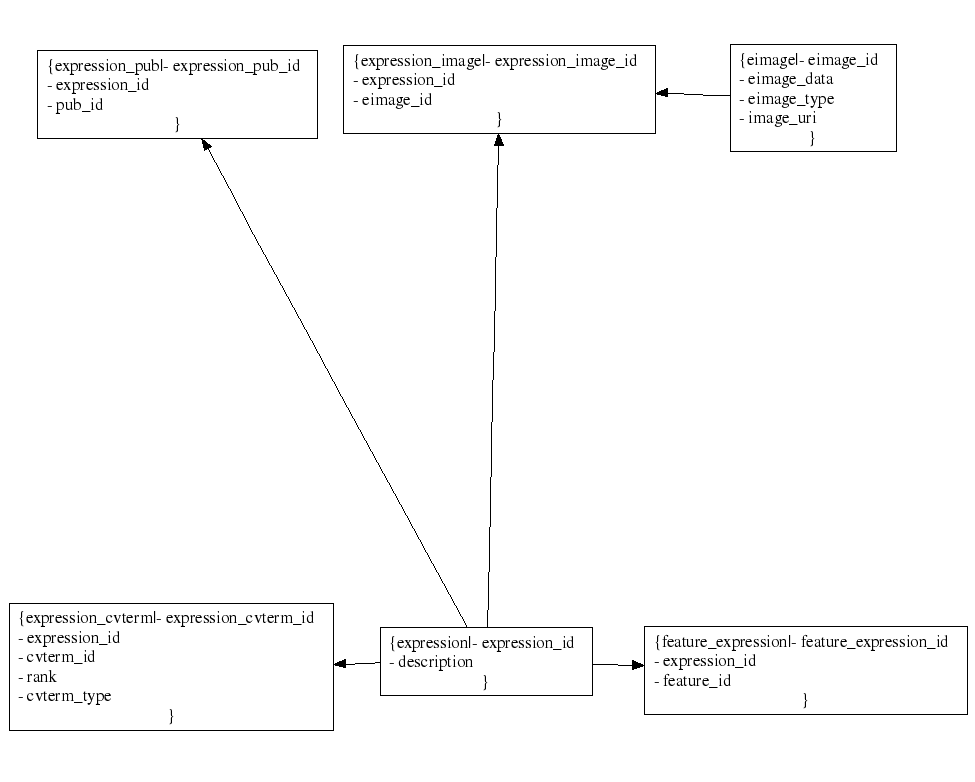 {expression_pub|- expression_pub_id
- expression_id
- pub_id
}
{expression_image|- expression_image_id
- expression_id
- eimage_id
}
{eimage|- eimage_id
- eimage_data
- eimage_type
- image_uri
}
{expression_cvterm|- expression_cvterm_id
- expression_id
- cvterm_id
- rank
- cvterm_type
}
{expression|- expression_id
- description
}
{feature_expression|- feature_expression_id
- expression_id
- feature_id
}